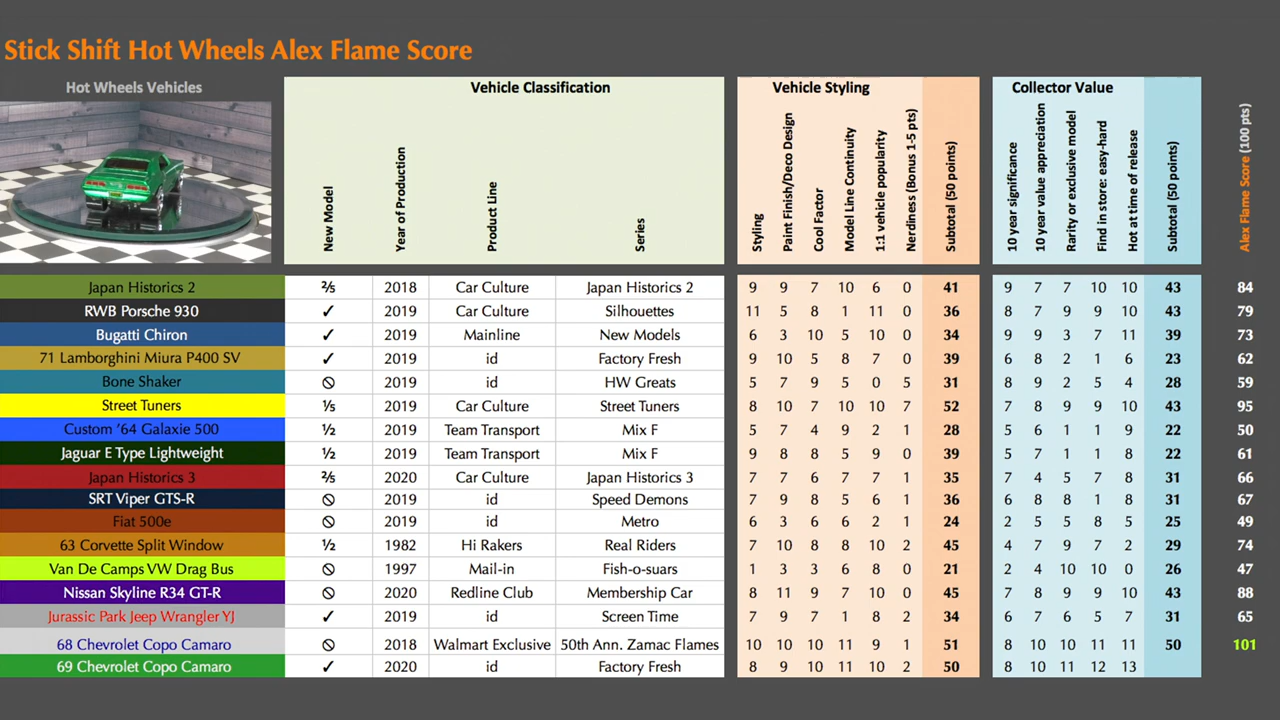 Stick Shift Hot Wheels Alex Flame Score
Hot Wheels Vehicles Vehicle Classification Vehicle Styling Collector Value
New Model
Year of Production
Product Line
Series
Styling
Paint Finish/Deco Design
Cool Factor
Model Line Continuity
1:1 vehicle popularity
Nerdiness (Bonus 1-5 pts)
Subtotal (50 points)
10 year significance
10 year value appreciation
Rarity or exclusive model
Find in store: easy-hard
Hot at time of release
Subtotal (50 points)
Alex Flame Score (100 pts)
Japan Historics 2 ⅖ 2018 Car Culture Japan Historics 2 9 9 7 10 6 0 41 9 7 7 10 10 43 84
RWB Porsche 930 ✓ 2019 Car Culture Silhouettes 11 5 8 1 11 0 36 8 7 9 9 10 43 79
Bugatti Chiron ✓ 2019 Mainline New Models 6 3 10 5 10 0 34 9 9 3 7 11 39 73
71 Lamborghini Miura P400 SV ✓ 2019 id Factory Fresh 9 10 5 8 7 0 39 6 8 2 1 6 23 62
Bone Shaker 2019 id HW Greats 5 7 9 5 0 5 31 8 9 2 5 4 28 59
Street Tuners ⅕ 2019 Car Culture Street Tuners 8 10 7 10 10 7 52 7 8 9 9 10 43 95
Custom ’64 Galaxie 500 ½ 2019 Team Transport Mix F 5 7 4 9 2 1 28 5 6 1 1 9 22 50
Jaguar E Type Lightweight ½ 2019 Team Transport Mix F 9 8 8 5 9 0 39 5 7 1 1 8 22 61
Japan Historics 3 ⅖ 2020 Car Culture Japan Historics 3 7 7 6 7 7 1 35 7 4 5 7 8 31 66
SRT Viper GTS-R 2019 id Speed Demons 7 9 8 5 6 1 36 6 8 8 1 8 31 67
Fiat 500e 2019 id Metro 6 3 6 6 2 1 24 2 5 5 8 5 25 49
63 Corvette Split Window ½ 1982 Hi Rakers Real Riders 7 10 8 8 10 2 45 4 7 9 7 2 29 74
Van De Camps VW Drag Bus 1997 Mail-in Fish-o-suars 1 3 3 6 8 0 21 2 4 10 10 0 26 47
Nissan Skyline R34 GT-R 2020 Redline Club Membership Car 8 11 9 7 10 0 45 7 8 9 9 10 43 88
Jurassic Park Jeep Wrangler YJ ✓ 2019 id Screen Time 7 9 7 1 8 2 34 6 7 6 5 7 31 65
68 Chevrolet Copo Camaro 2018 Walmart Exclusive 50th Ann. Zamac Flames 10 10 10 11 9 1 51 8 10 10 11 11 50 101
69 Chevrolet Copo Camaro ✓ 2020 id Factory Fresh 8 9 10 11 10 2 50 8 10 11 12 13